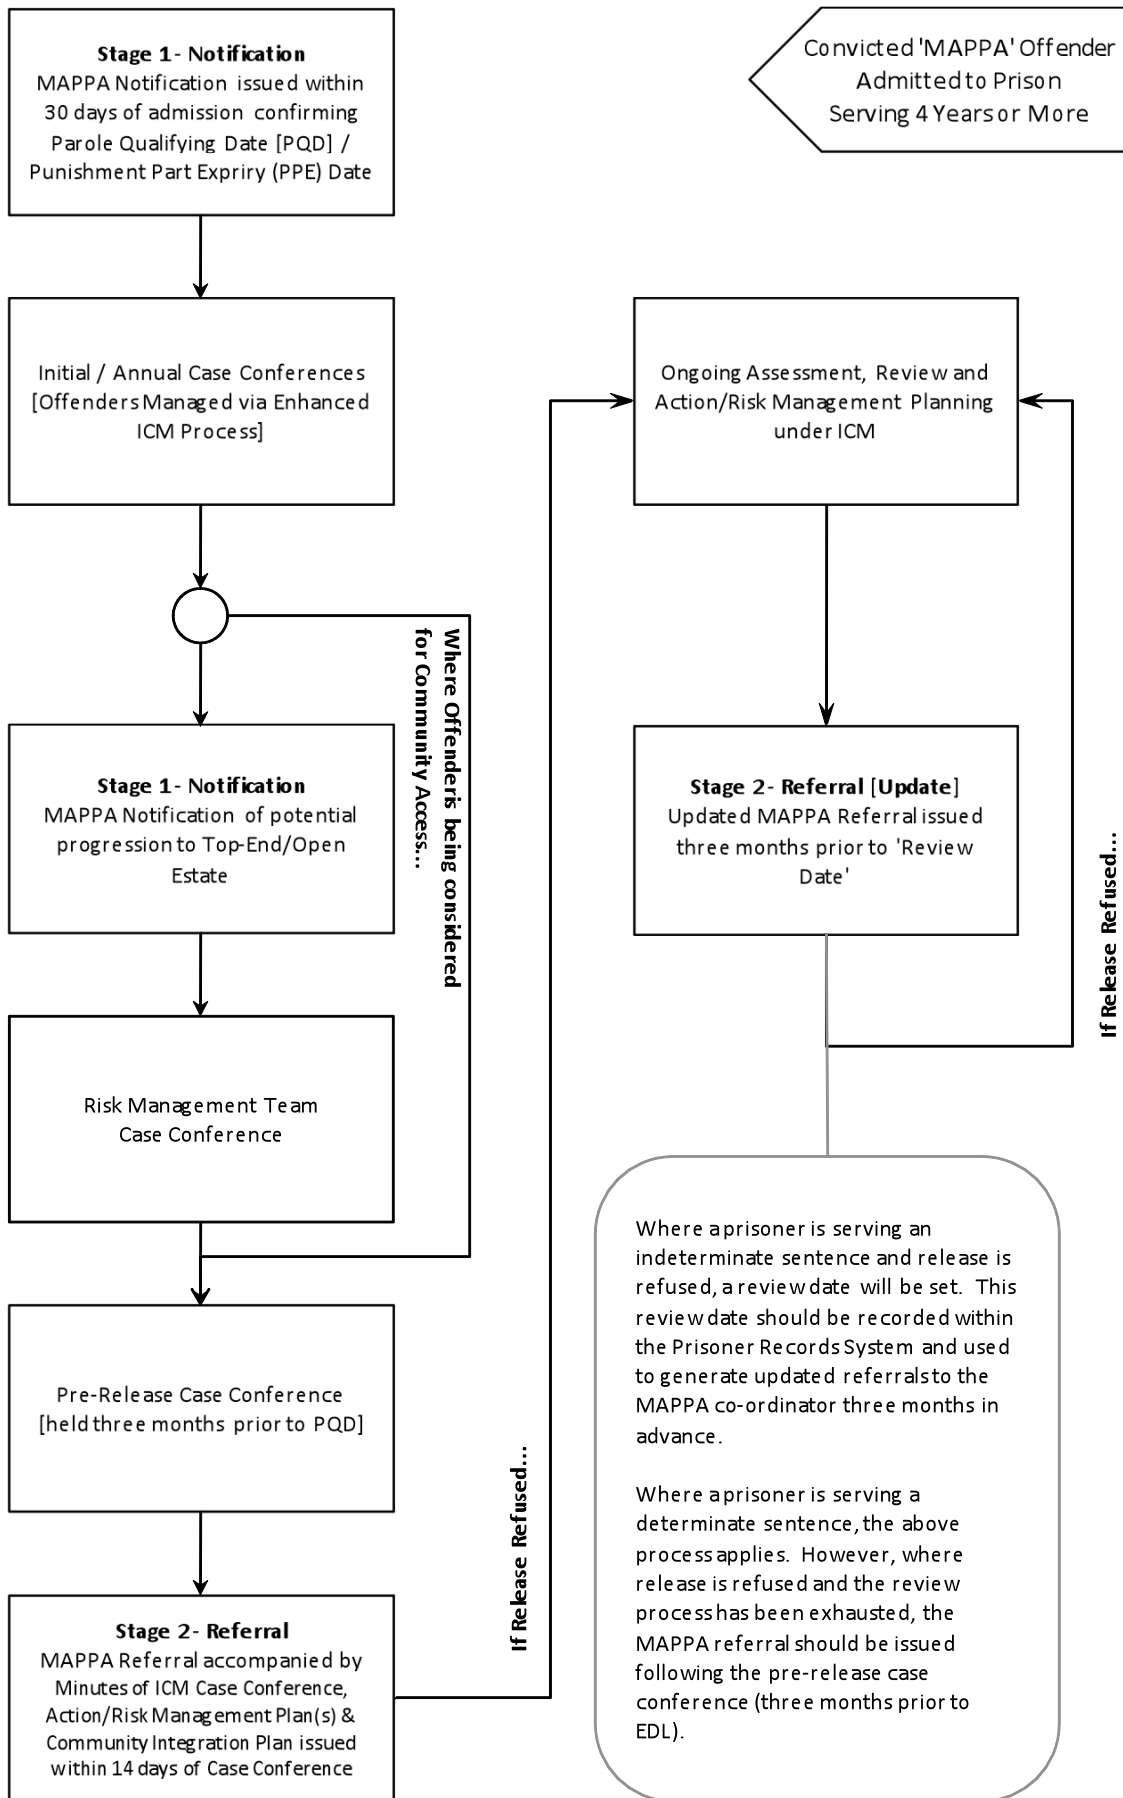 Stage 1- Notification
MAPPA Notification issued within
30 days of admission confirming
Parole Qualifying Date [PQD] /
Punishment Part Expriry (PPE) Date
Convicted 'MAPPA' Offender
Admitted to Prison
Serving 4 Years or More
Initial / Annual Case Conferences
[Offenders Managed via Enhanced
ICM Process]
Where Offender is being considered
for Community Access...
Stage 1- Notification
MAPPA Notification of potential
progression to Top-End/Open
Estate
Risk Management Team
Case Conference
Pre-Release Case Conference
[held three months prior to PQD]
Stage 2- Referral
MAPPA Referral accompanied by
Minutes of ICM Case Conference,
Action/Risk Management Plan(s) &
Community Integration Plan issued
within 14 days of Case Conference
If Release Refused...
Ongoing Assessment, Review and
Action/Risk Management Planning
under ICM
Stage 2- Referral [Update]
Updated MAPPA Referral issued
three months prior to 'Review
Date'
If Release Refused...
Where a prisoner is serving an
indeterminate sentence and release is
refused, a review date will be set. This
review date should be recorded within
the Prisoner Records System and used
to generate updated referrals to the
MAPPA co-ordinator three months in
advance.
Where a prisoner is serving a
determinate sentence, the above
process applies. However, where
release is refused and the review
process has been exhausted, the
MAPPA referral should be issued
following the pre-release case
conference (three months prior to
EDL).